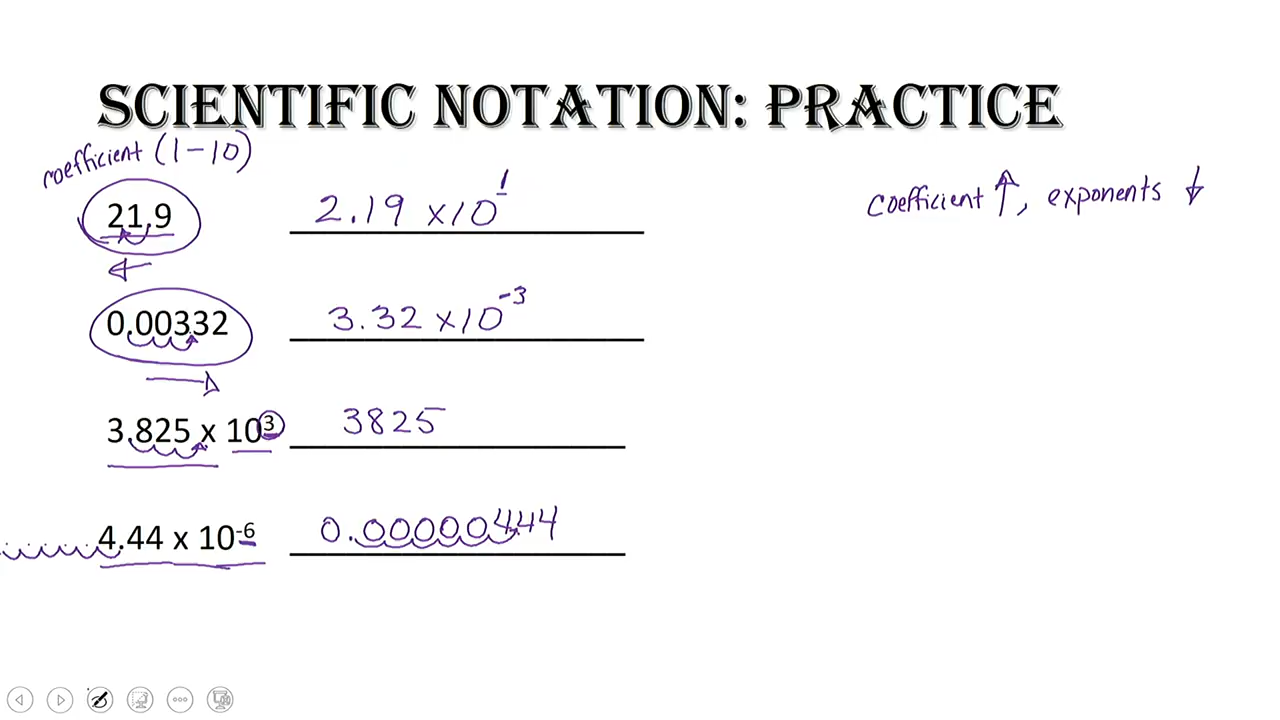 SCIENTIFIC NOTATION: PRACTICE
coefficient (1-10)
coefficient ↑, exponents ↓
21.9 2.19 x10¹
0.00332 3.32 x10⁻³
3.825 x 10³ 3825
4.44 x 10⁻⁶ 0.00000444